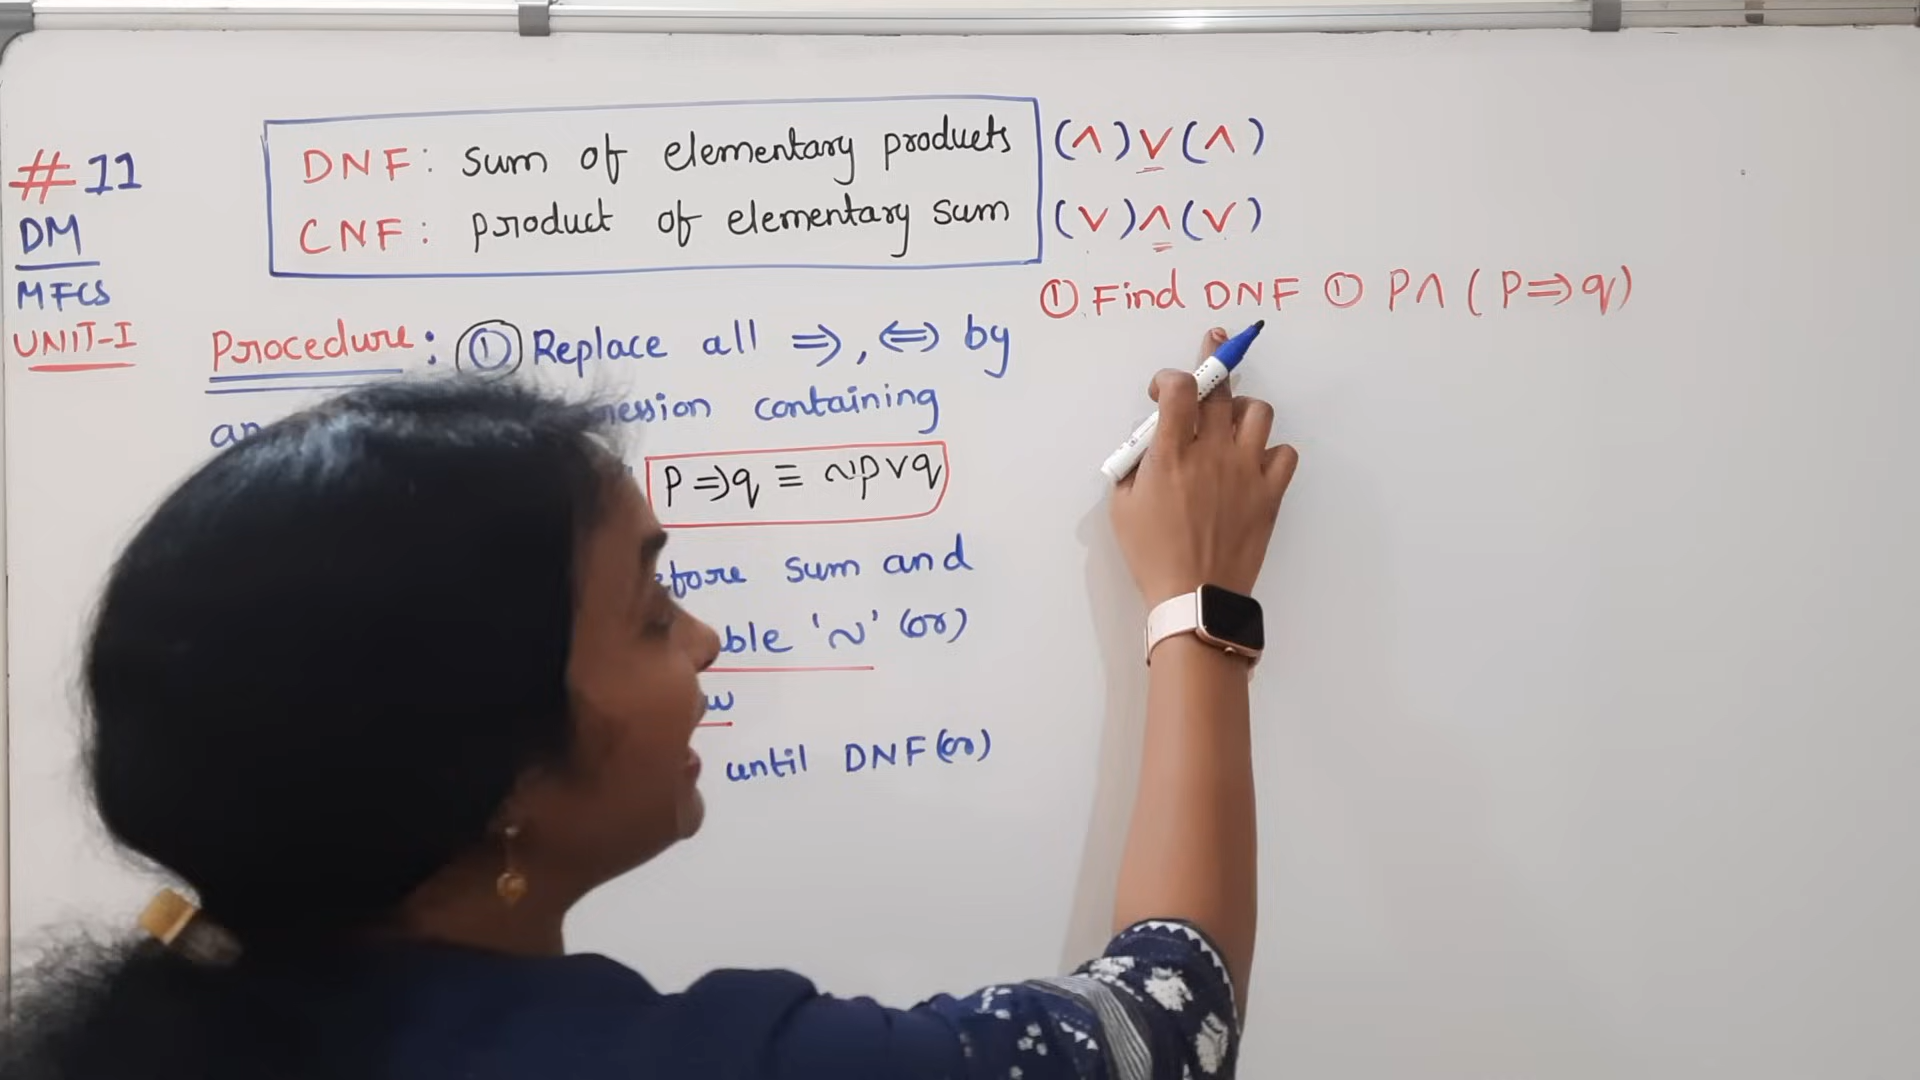 #11
DM
MFCS
UNIT-I
DNF: sum of elementary products (∧)∨(∧)
CNF: product of elementary sum (∨)∧(∨)
Procedure: ① Replace all ⇒, ⇔ by
containing
p⇒q ≡ ~p∨q
sum and
'~' (or)
until DNF (or)
① Find DNF ① P∧(P⇒q)